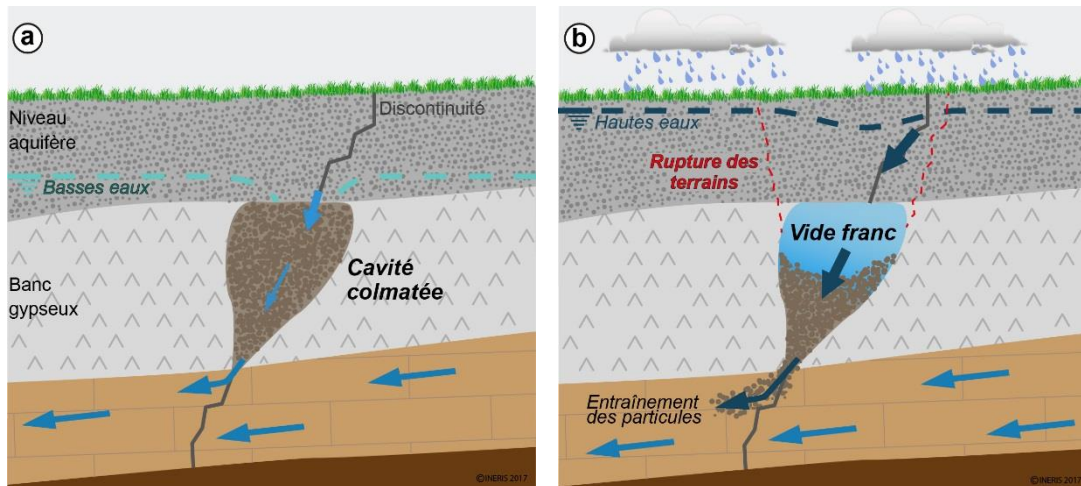 a
Discontinuité
Niveau
aquifère
Basses eaux
Cavité
colmatée
Banc
gypseux
©INERIS 2017
b
Hautes eaux
Rupture des
terrains
Vide franc
Entraînement
des particules
©INERIS 2017